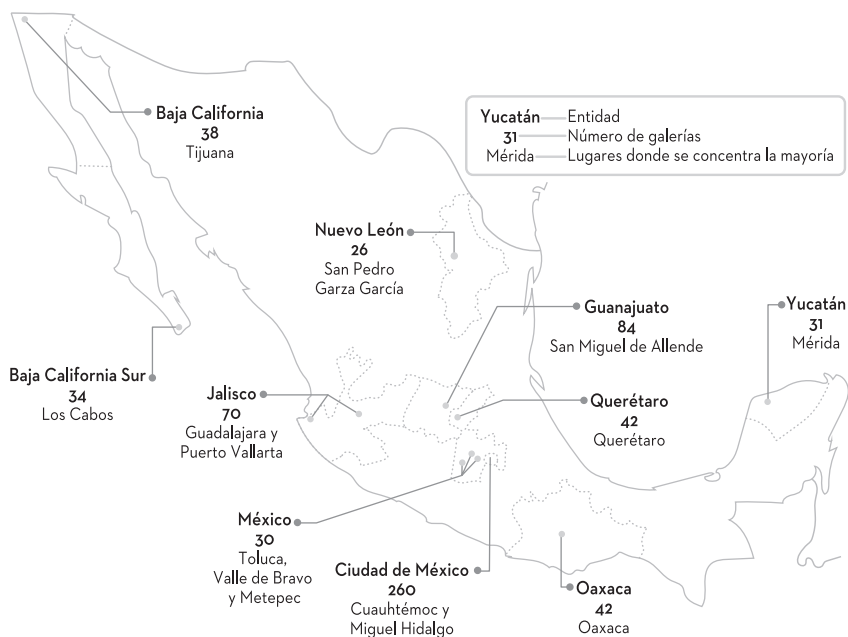 Baja California
38
Tijuana
Yucatán Entidad
31 Número de galerías
Mérida Lugares donde se concentra la mayoría
Nuevo León
26
San Pedro
Garza García
Guanajuato
84
San Miguel de Allende
Yucatán
31
Mérida
Baja California Sur
34
Los Cabos
Jalisco
70
Guadalajara y
Puerto Vallarta
Querétaro
42
Querétaro
México
30
Toluca,
Valle de Bravo
y Metepec
Ciudad de México
260
Cuauhtémoc y
Miguel Hidalgo
Oaxaca
42
Oaxaca